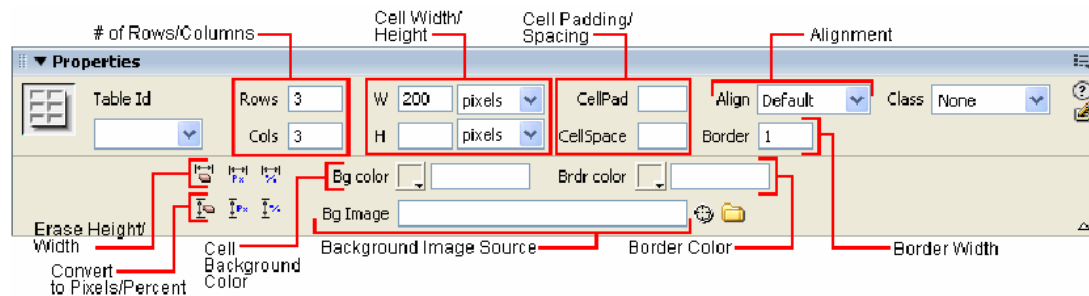 # of Rows/Columns
Cell Width/
Height
Cell Padding/
Spacing
Alignment
Properties
Table Id
Rows 3
W 200 pixels
CellPad
Align Default
Class None
Cols 3
H pixels
CellSpace
Border 1
Px
%
Bg color
Brdr color
Px
%
Bg Image
Erase Height/
Width
Convert
to Pixels/Percent
Cell
Background
Color
Background Image Source
Border Color
Border Width